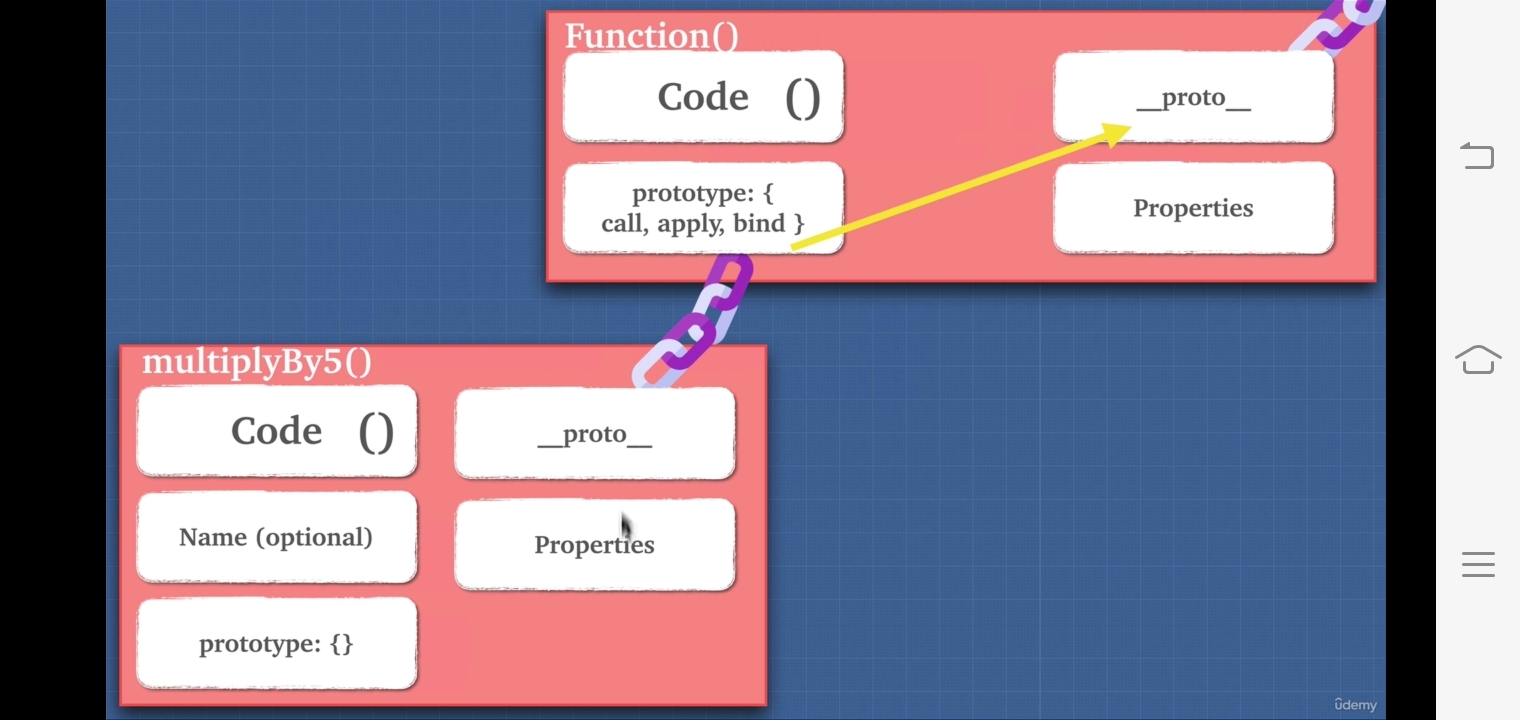 Function()
Code ()
__proto__
prototype: {
call, apply, bind }
Properties
multiplyBy5()
Code ()
__proto__
Name (optional)
Properties
prototype: {}
ûdemy